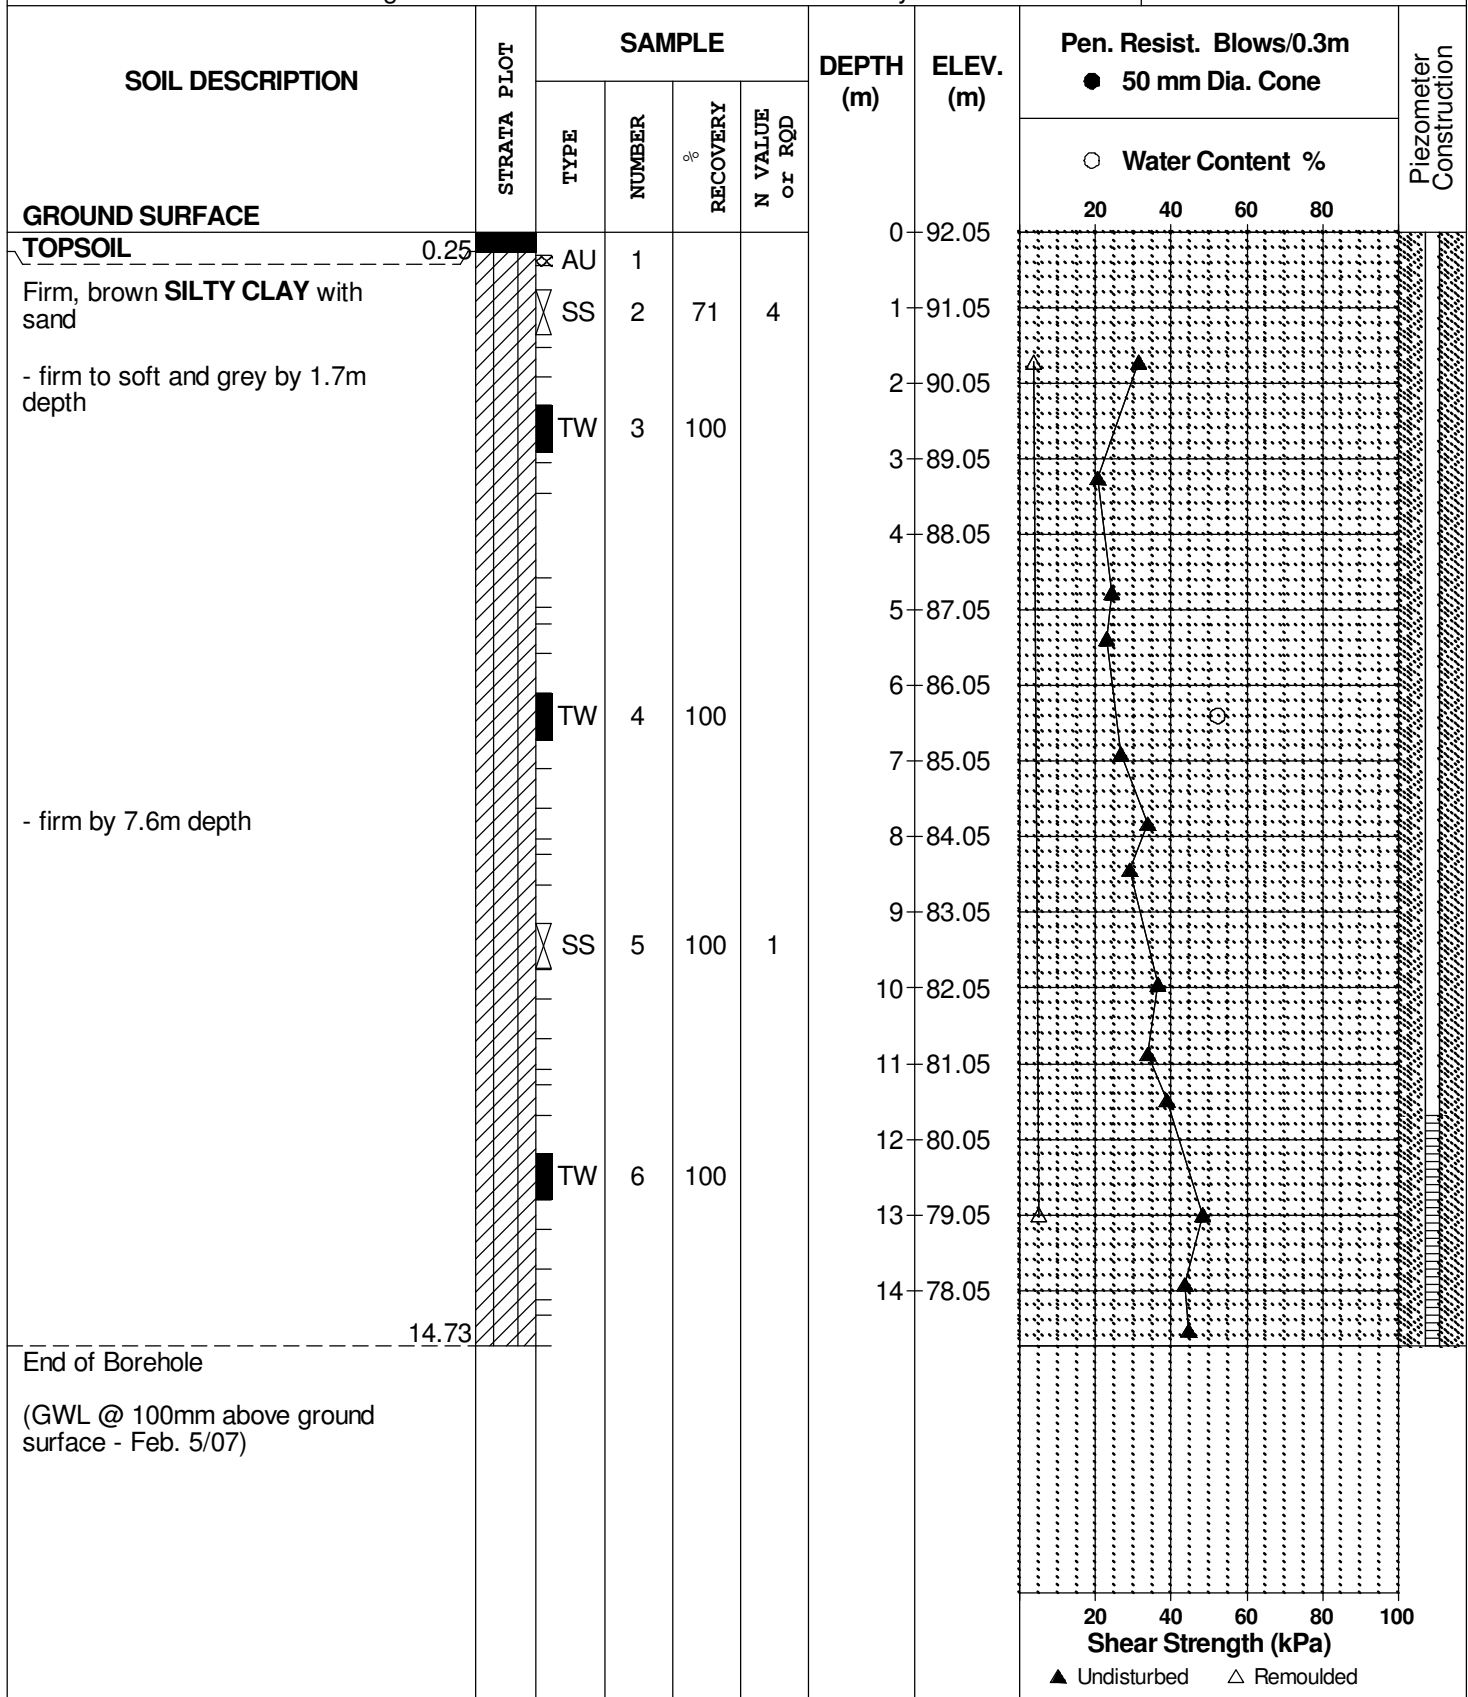 SOIL DESCRIPTION
STRATA PLOT
SAMPLE
TYPE
NUMBER
% RECOVERY
N VALUE or RQD
DEPTH (m)
ELEV. (m)
Pen. Resist. Blows/0.3m
● 50 mm Dia. Cone
○ Water Content %
20 40 60 80
Piezometer Construction
GROUND SURFACE
0 92.05
TOPSOIL 0.25
AU 1
Firm, brown SILTY CLAY with
sand
SS 2 71 4
1 91.05
- firm to soft and grey by 1.7m
depth
2 90.05
TW 3 100
3 89.05
4 88.05
5 87.05
6 86.05
TW 4 100
7 85.05
- firm by 7.6m depth
8 84.05
9 83.05
SS 5 100 1
10 82.05
11 81.05
12 80.05
TW 6 100
13 79.05
14 78.05
14.73
End of Borehole
(GWL @ 100mm above ground
surface - Feb. 5/07)
20 40 60 80 100
Shear Strength (kPa)
▲ Undisturbed △ Remoulded